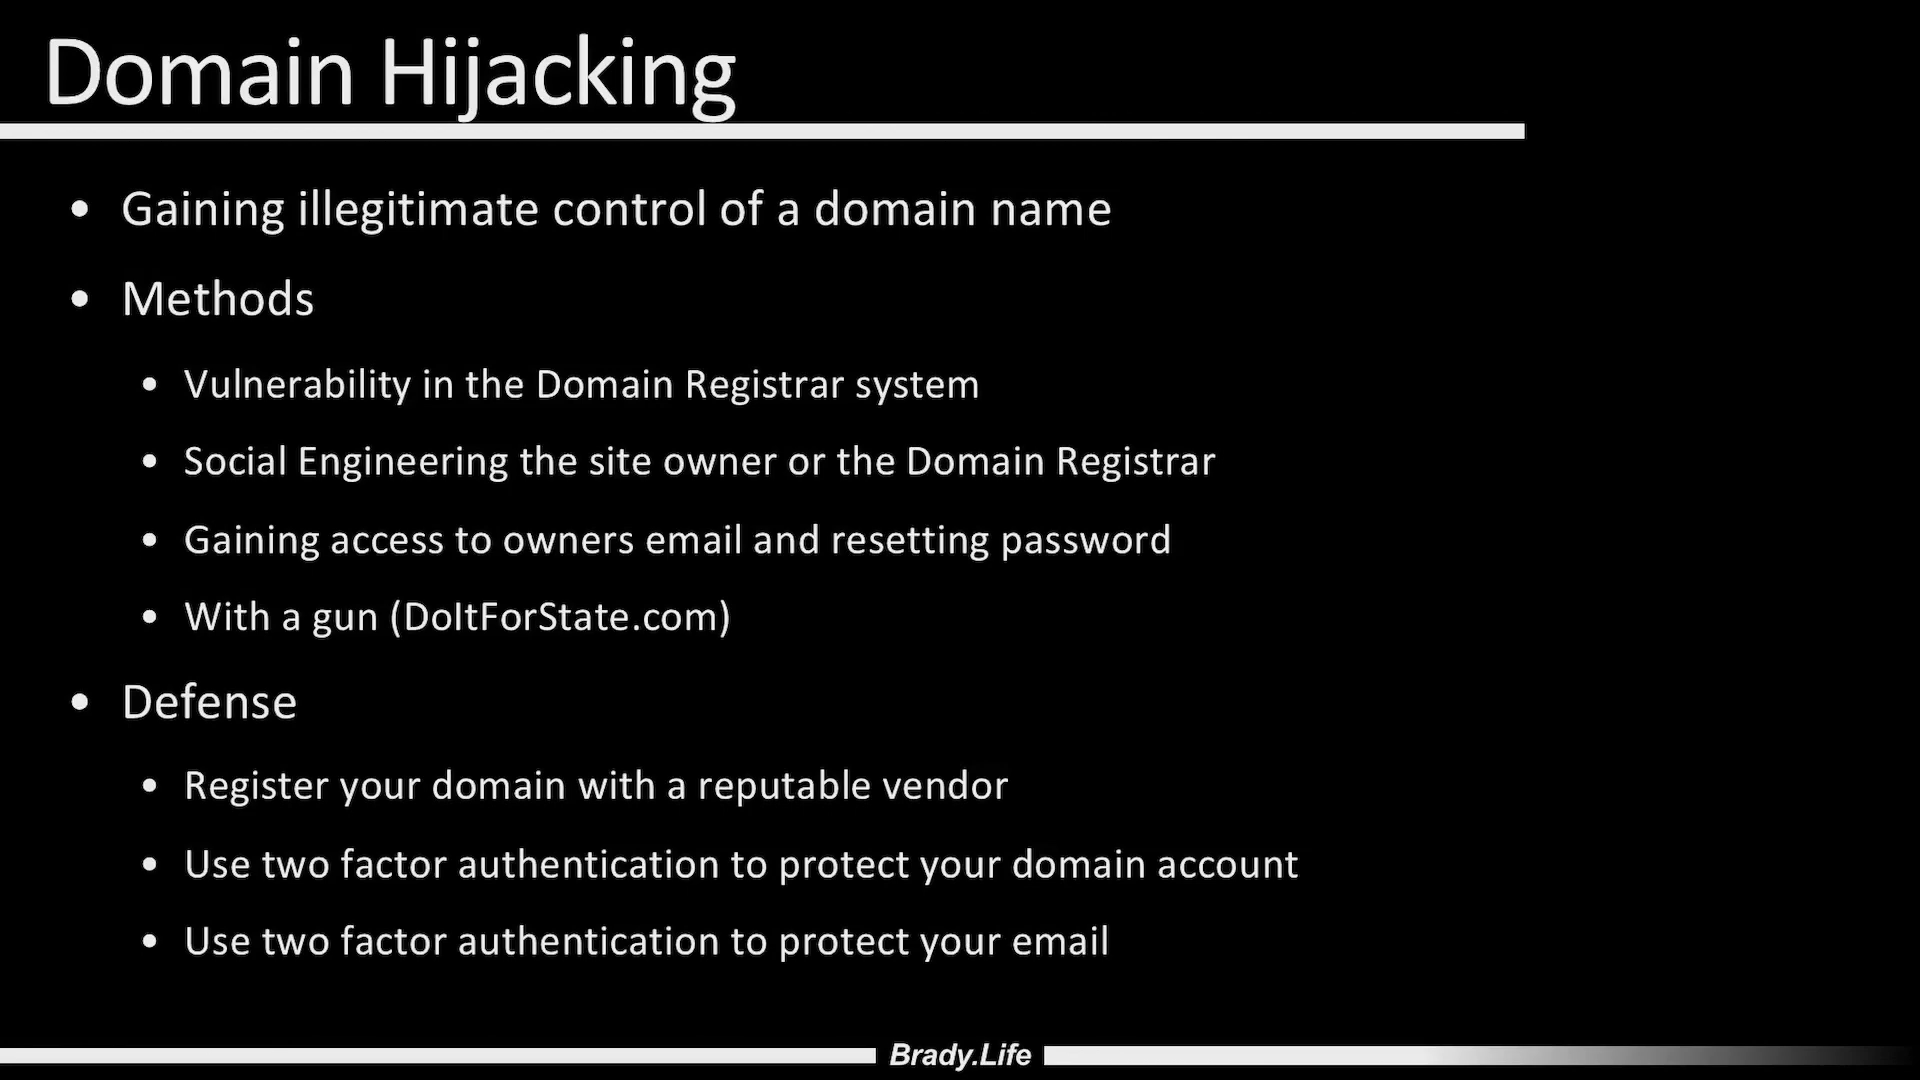 Domain Hijacking
• Gaining illegitimate control of a domain name
• Methods
• Vulnerability in the Domain Registrar system
• Social Engineering the site owner or the Domain Registrar
• Gaining access to owners email and resetting password
• With a gun (DoItForState.com)
• Defense
• Register your domain with a reputable vendor
• Use two factor authentication to protect your domain account
• Use two factor authentication to protect your email
Brady.Life